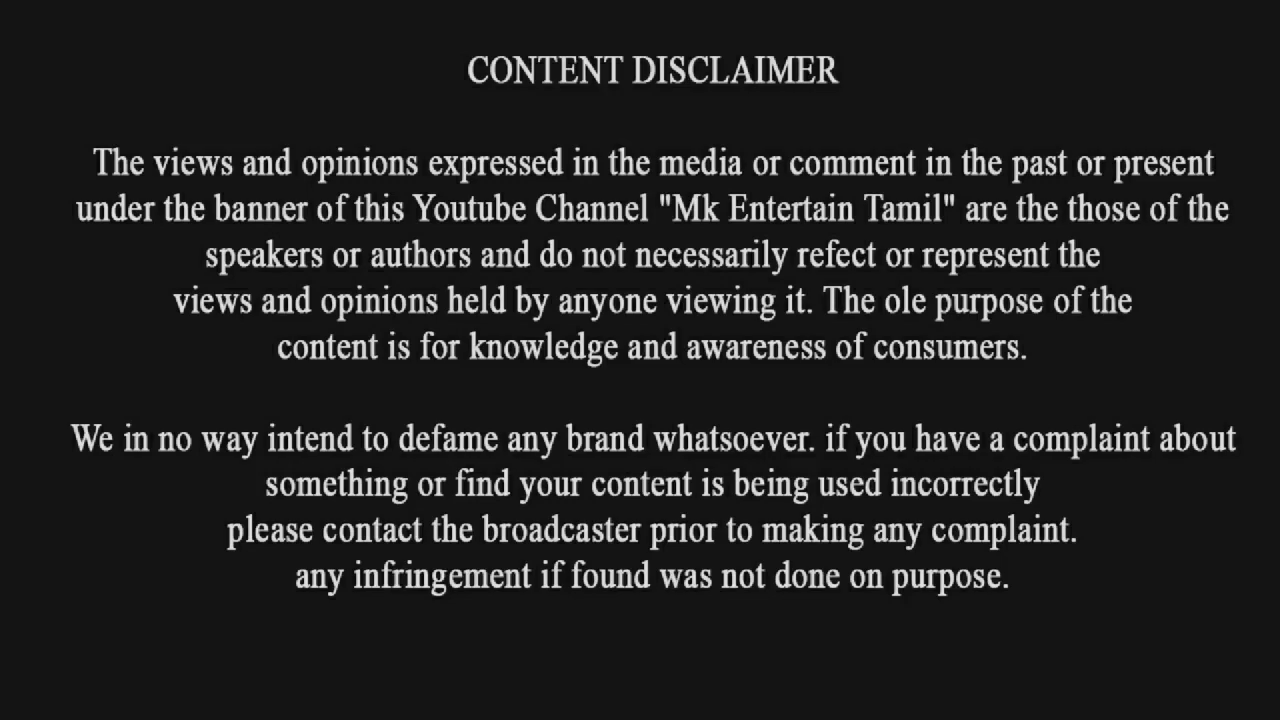 CONTENT DISCLAIMER
The views and opinions expressed in the media or comment in the past or present
under the banner of this Youtube Channel "Mk Entertain Tamil" are the those of the
speakers or authors and do not necessarily refect or represent the
views and opinions held by anyone viewing it. The ole purpose of the
content is for knowledge and awareness of consumers.
We in no way intend to defame any brand whatsoever. if you have a complaint about
something or find your content is being used incorrectly
please contact the broadcaster prior to making any complaint.
any infringement if found was not done on purpose.